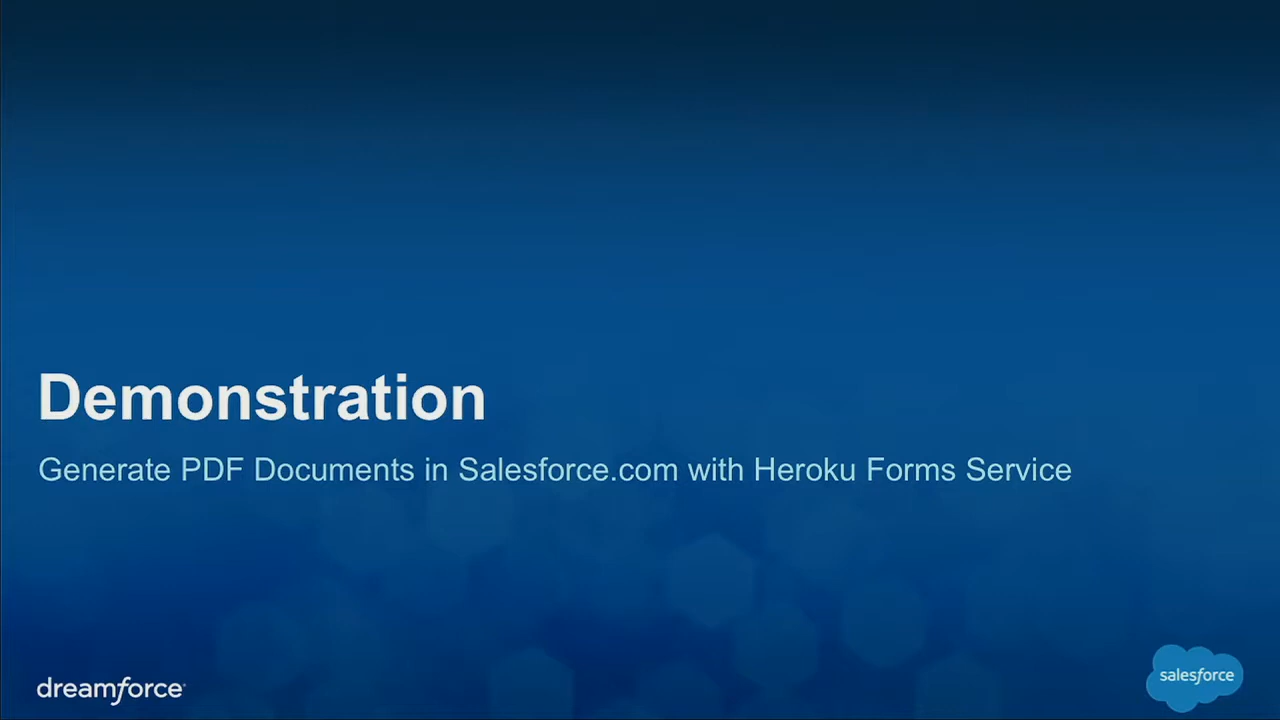 Demonstration
Generate PDF Documents in Salesforce.com with Heroku Forms Service
dreamforce
salesforce